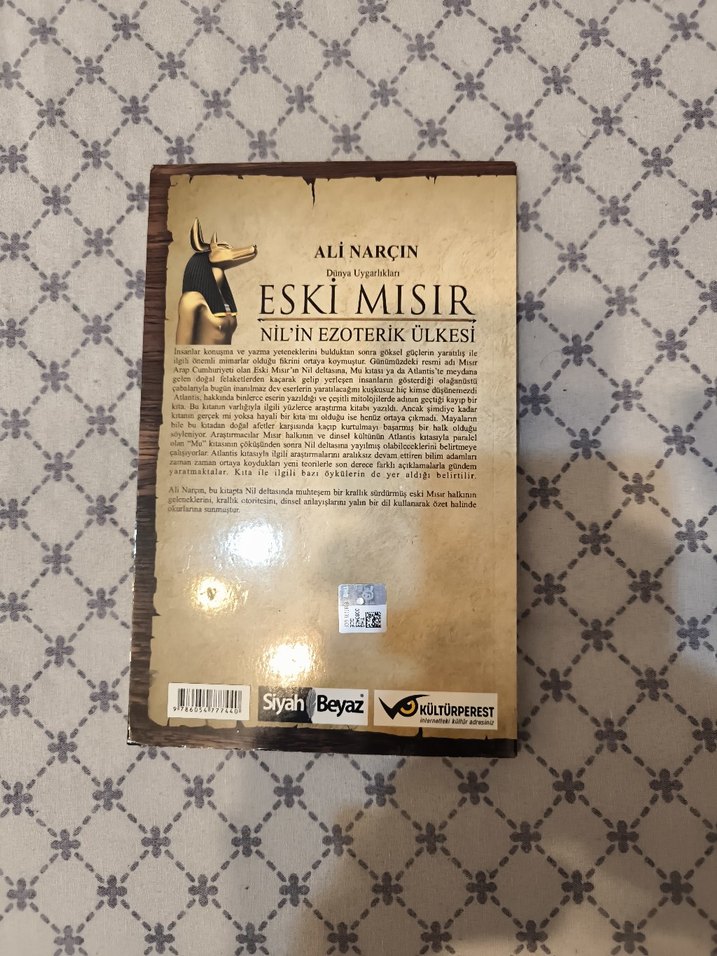 ALİ NARÇIN
Dünya Uygarlıkları
ESKİ MISIR
NİL'İN EZOTERİK ÜLKESİ
İnsanlar konuşma ve yazma yeteneklerini bulduktan sonra göksel güçlerin yaratılış ile
ilgili önemli mimarlar olduğu fikrini ortaya koymuştur. Günümüzdeki resmi adı Mısır
Arap Cumhuriyeti olan Eski Mısır'ın Nil deltasına, Mu kıtası ya da Atlantis'te meydana
gelen doğal felaketlerden kaçarak gelip yerleşen insanların gösterdiği olağanüstü
çabalarıyla bugün inanılmaz dev eserlerin yaratılacağını kuşkusuz hiç kimse düşünemezdi.
Atlantis, hakkında binlerce eserin yazıldığı ve çeşitli mitolojilerde adının geçtiği kayıp bir
kıta. Bu kıtanın varlığıyla ilgili yüzlerce araştırma kitabı yazıldı. Ancak şimdiye kadar
kıtanın gerçek mi yoksa hayali bir kıta mı olduğu ise henüz ortaya çıkmadı. Mayaların
bile bu kıtadan doğal afetler karşısında kaçıp kurtulmayı başarmış bir halk olduğu
söyleniyor. Araştırmacılar Mısır halkının ve dinsel kültürünün Atlantis kıtasıyla paralel
olan "Mu" kıtasının çöküşünden sonra Nil deltasına yayılmış olabileceklerini belirtmeye
çalışıyorlar. Atlantis kıtasıyla ilgili araştırmalarını aralıksız devam ettiren bilim adamları
zaman zaman ortaya koydukları yeni teorilerle son derece farklı açıklamalarla gündem
yaratmaktalar. Kıta ile ilgili bazı öykülerin de yer aldığı belirtilir.
Ali Narçın, bu kitapta Nil deltasında muhteşem bir krallık sürdürmüş eski Mısır halkının
geleneklerini, krallık otoritesini, dinsel anlayışlarını yalın bir dil kullanarak özet halinde
okurlarına sunmuştur.
9 786054 777440
Siyah Beyaz
KÜLTÜRPEREST
internetteki kültür adresiniz